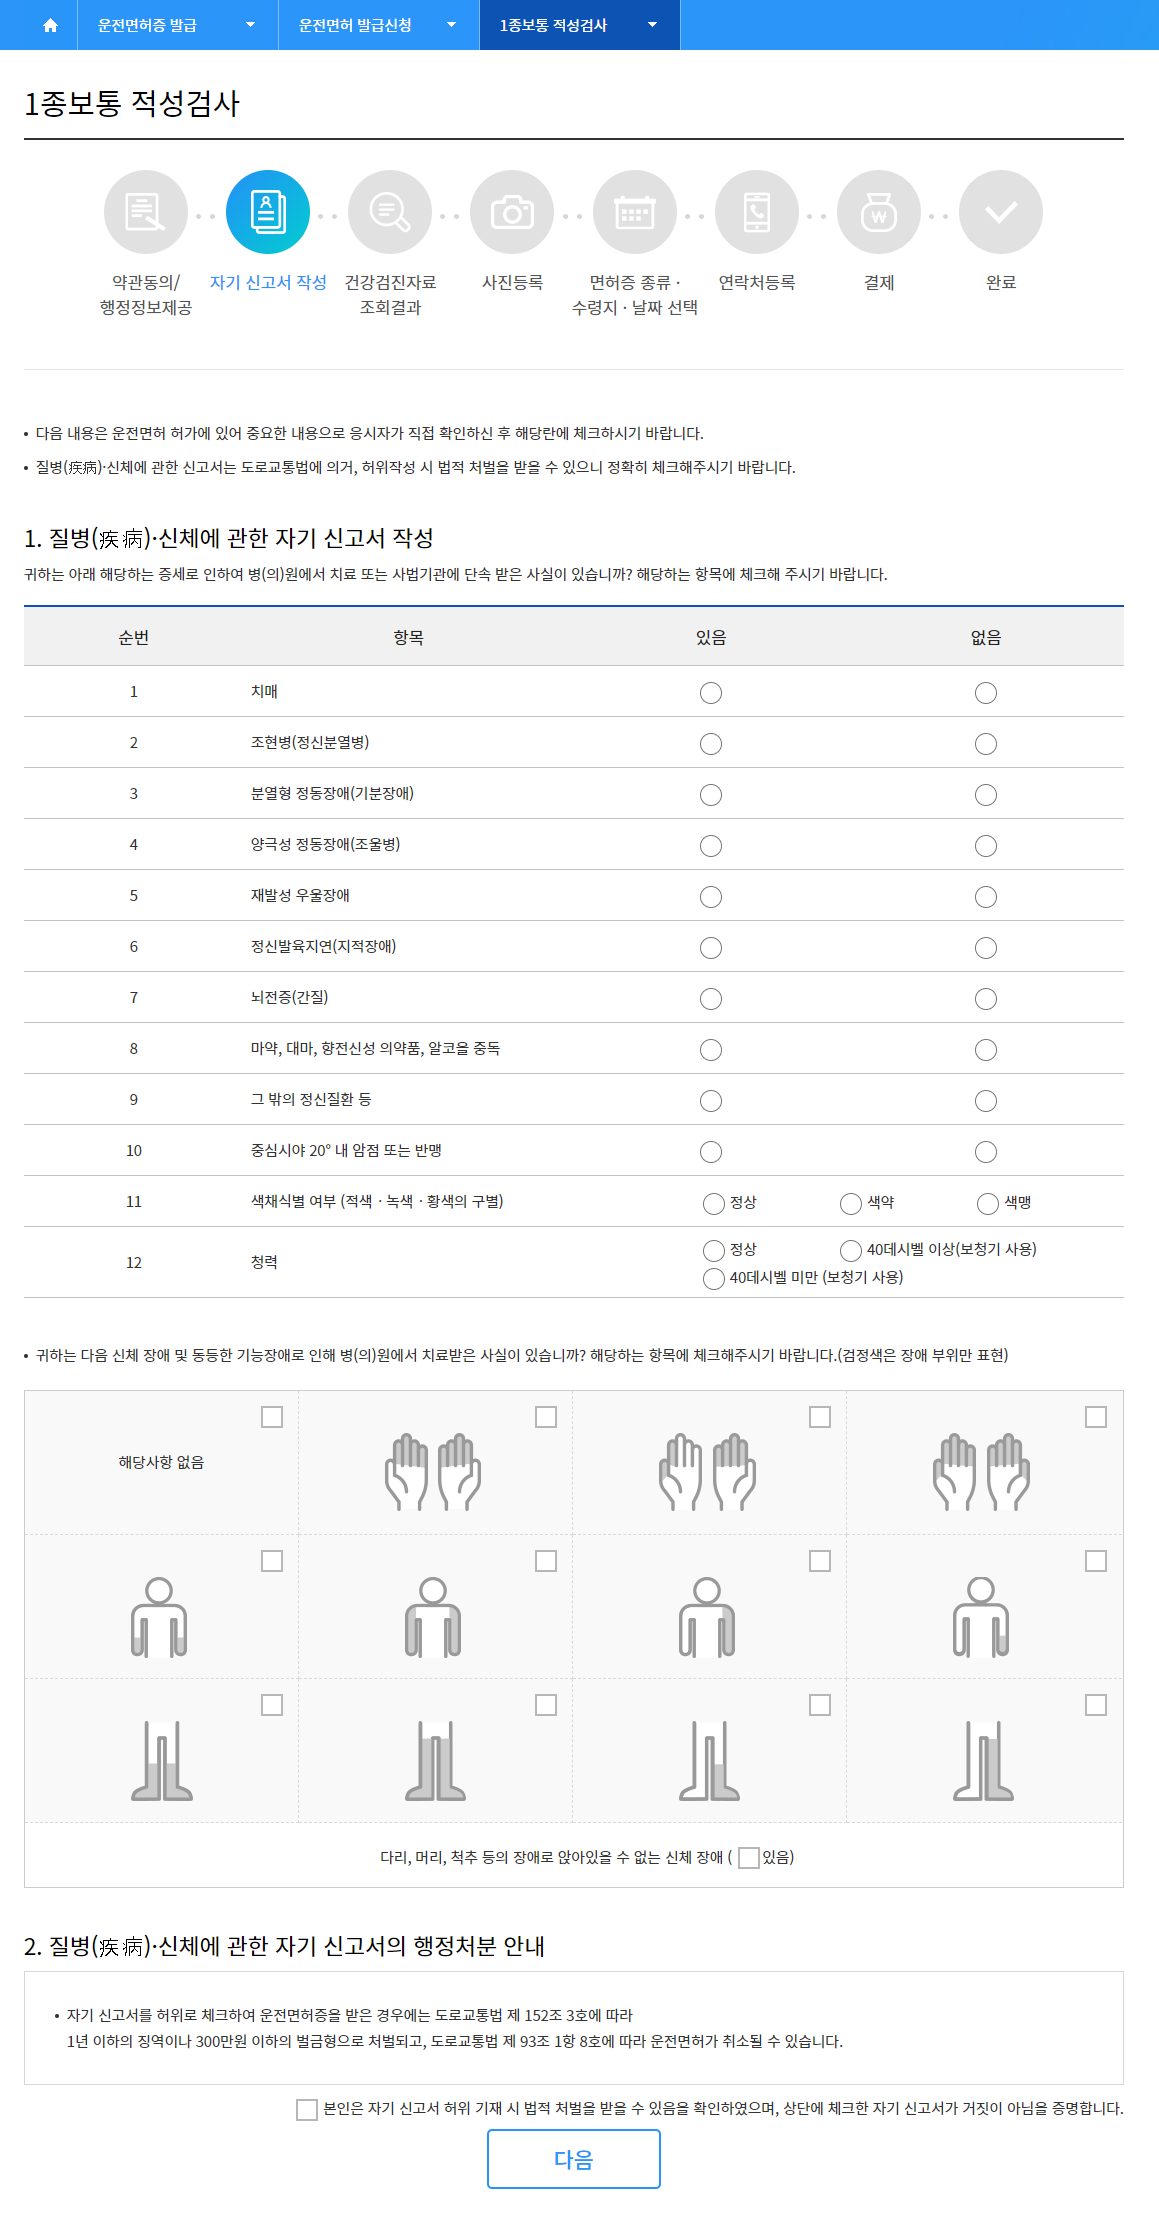 운전면허증 발급
운전면허 발급신청
1종보통 적성검사
1종보통 적성검사
약관동의/
행정정보제공
자기 신고서 작성
건강검진자료
조회결과
사진등록
면허증 종류 ·
수령지 · 날짜 선택
연락처등록
결제
완료
• 다음 내용은 운전면허 허가에 있어 중요한 내용으로 응시자가 직접 확인하신 후 해당란에 체크하시기 바랍니다.
• 질병(疾病)·신체에 관한 신고서는 도로교통법에 의거, 허위작성 시 법적 처벌을 받을 수 있으니 정확히 체크해주시기 바랍니다.
1. 질병(疾病)·신체에 관한 자기 신고서 작성
귀하는 아래 해당하는 증세로 인하여 병(의)원에서 치료 또는 사법기관에 단속 받은 사실이 있습니까? 해당하는 항목에 체크해 주시기 바랍니다.
순번 항목 있음 없음
1 치매
2 조현병(정신분열병)
3 분열형 정동장애(기분장애)
4 양극성 정동장애(조울병)
5 재발성 우울장애
6 정신발육지연(지적장애)
7 뇌전증(간질)
8 마약, 대마, 향전신성 의약품, 알코올 중독
9 그 밖의 정신질환 등
10 중심시야 20° 내 암점 또는 반맹
11 색채식별 여부 (적색 · 녹색 · 황색의 구별) 정상 색약 색맹
12 청력 정상 40데시벨 이상(보청기 사용)
40데시벨 미만 (보청기 사용)
• 귀하는 다음 신체 장애 및 동등한 기능장애로 인해 병(의)원에서 치료받은 사실이 있습니까? 해당하는 항목에 체크해주시기 바랍니다.(검정색은 장애 부위만 표현)
해당사항 없음
다리, 머리, 척추 등의 장애로 앉아있을 수 없는 신체 장애 ( 있음)
2. 질병(疾病)·신체에 관한 자기 신고서의 행정처분 안내
• 자기 신고서를 허위로 체크하여 운전면허증을 받은 경우에는 도로교통법 제 152조 3호에 따라
1년 이하의 징역이나 300만원 이하의 벌금형으로 처벌되고, 도로교통법 제 93조 1항 8호에 따라 운전면허가 취소될 수 있습니다.
본인은 자기 신고서 허위 기재 시 법적 처벌을 받을 수 있음을 확인하였으며, 상단에 체크한 자기 신고서가 거짓이 아님을 증명합니다.
다음